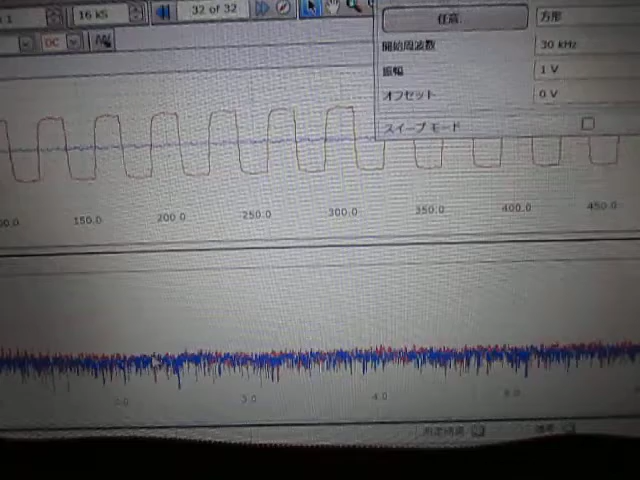 16 kS
32 of 32
DC
任意
方形
開始周波数
30 kHz
振幅
1 V
オフセット
0 V
スイープ モード
150.0
200.0
250.0
300.0
350.0
400.0
450.0
3.0
4.0